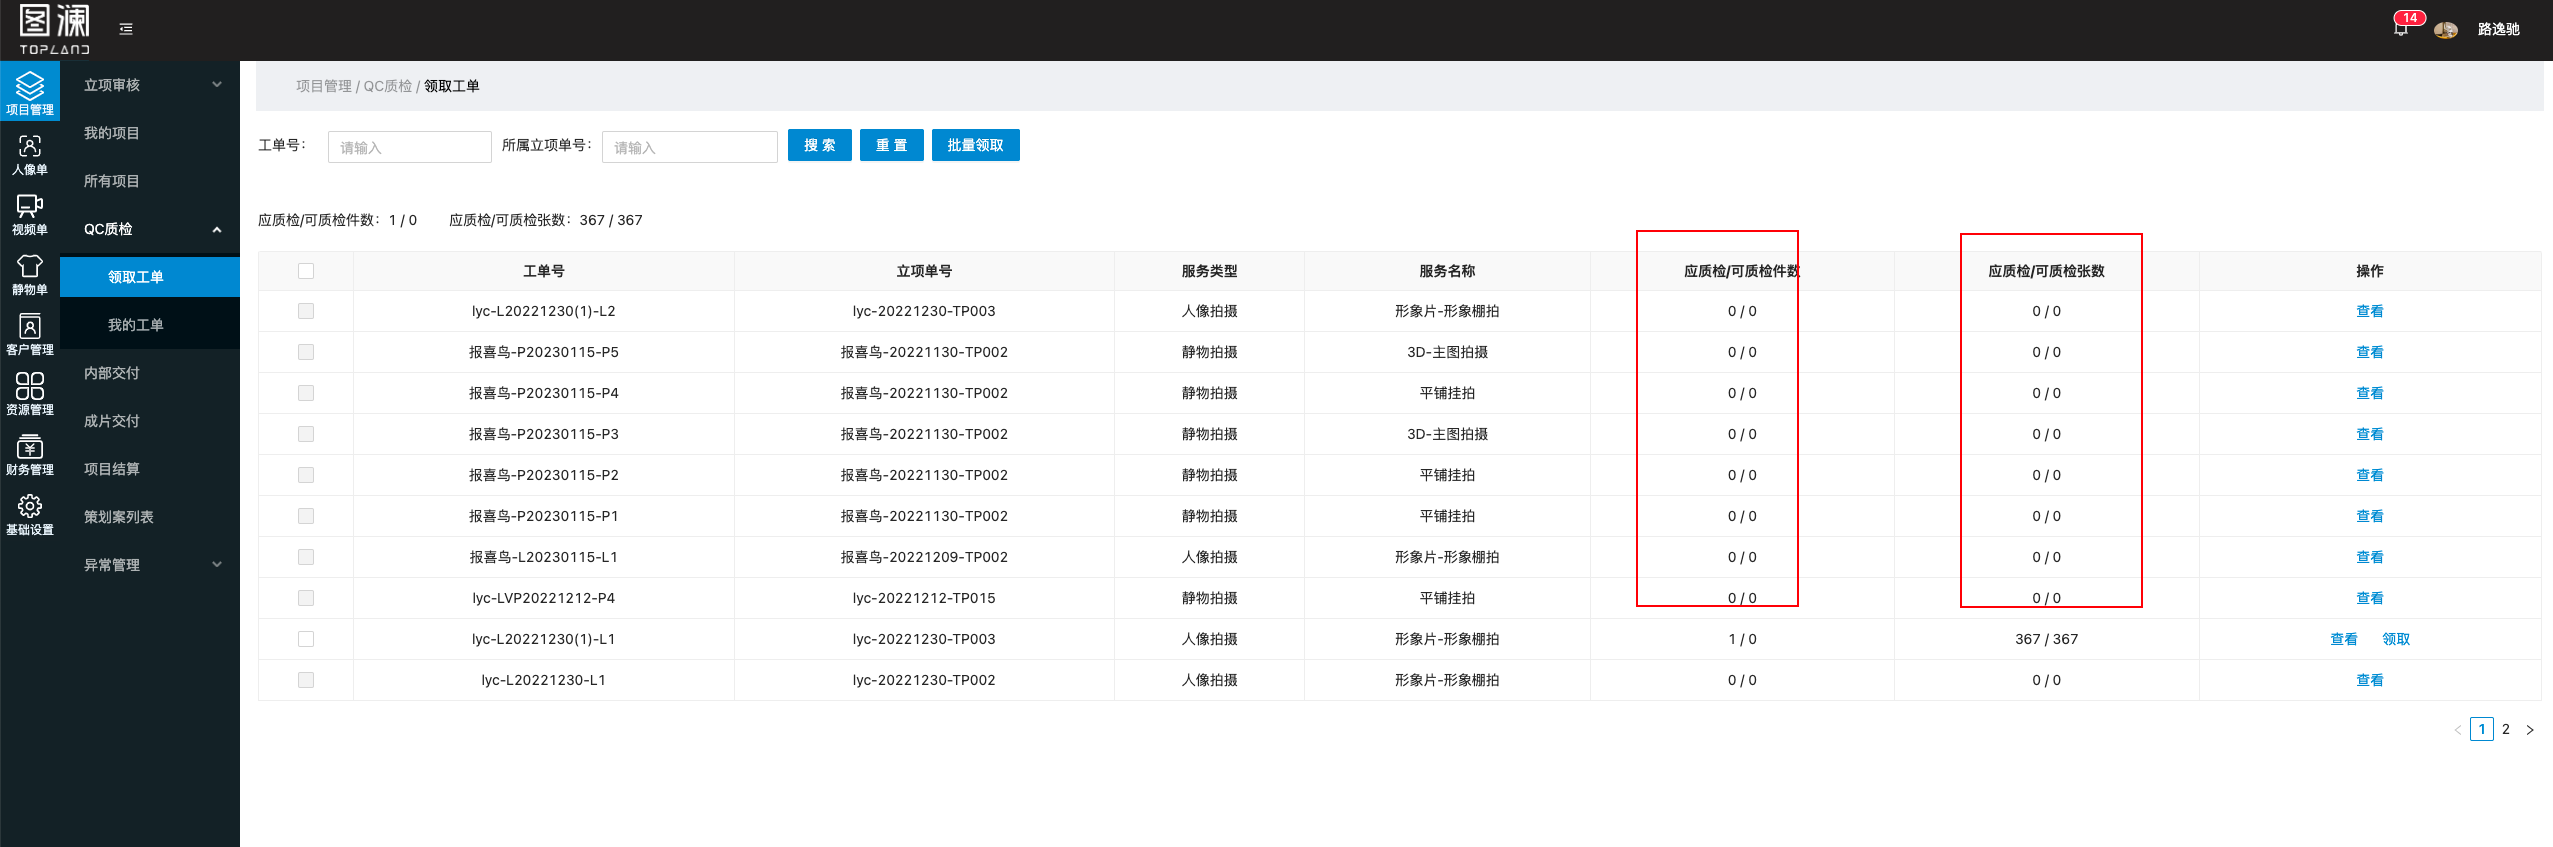 图澜
TOPLAND
14
路逸驰
项目管理
人像单
视频单
静物单
客户管理
资源管理
财务管理
基础设置
立项审核
我的项目
所有项目
QC质检
领取工单
我的工单
内部交付
成片交付
项目结算
策划案列表
异常管理
项目管理 / QC质检 / 领取工单
工单号： 请输入 所属立项单号： 请输入 搜 索 重 置 批量领取
应质检/可质检件数：1 / 0 应质检/可质检张数：367 / 367
工单号 立项单号 服务类型 服务名称 应质检/可质检件数 应质检/可质检张数 操作
lyc-L20221230(1)-L2 lyc-20221230-TP003 人像拍摄 形象片-形象棚拍 0 / 0 0 / 0 查看
报喜鸟-P20230115-P5 报喜鸟-20221130-TP002 静物拍摄 3D-主图拍摄 0 / 0 0 / 0 查看
报喜鸟-P20230115-P4 报喜鸟-20221130-TP002 静物拍摄 平铺挂拍 0 / 0 0 / 0 查看
报喜鸟-P20230115-P3 报喜鸟-20221130-TP002 静物拍摄 3D-主图拍摄 0 / 0 0 / 0 查看
报喜鸟-P20230115-P2 报喜鸟-20221130-TP002 静物拍摄 平铺挂拍 0 / 0 0 / 0 查看
报喜鸟-P20230115-P1 报喜鸟-20221130-TP002 静物拍摄 平铺挂拍 0 / 0 0 / 0 查看
报喜鸟-L20230115-L1 报喜鸟-20221209-TP002 人像拍摄 形象片-形象棚拍 0 / 0 0 / 0 查看
lyc-LVP20221212-P4 lyc-20221212-TP015 静物拍摄 平铺挂拍 0 / 0 0 / 0 查看
lyc-L20221230(1)-L1 lyc-20221230-TP003 人像拍摄 形象片-形象棚拍 1 / 0 367 / 367 查看 领取
lyc-L20221230-L1 lyc-20221230-TP002 人像拍摄 形象片-形象棚拍 0 / 0 0 / 0 查看
1 2